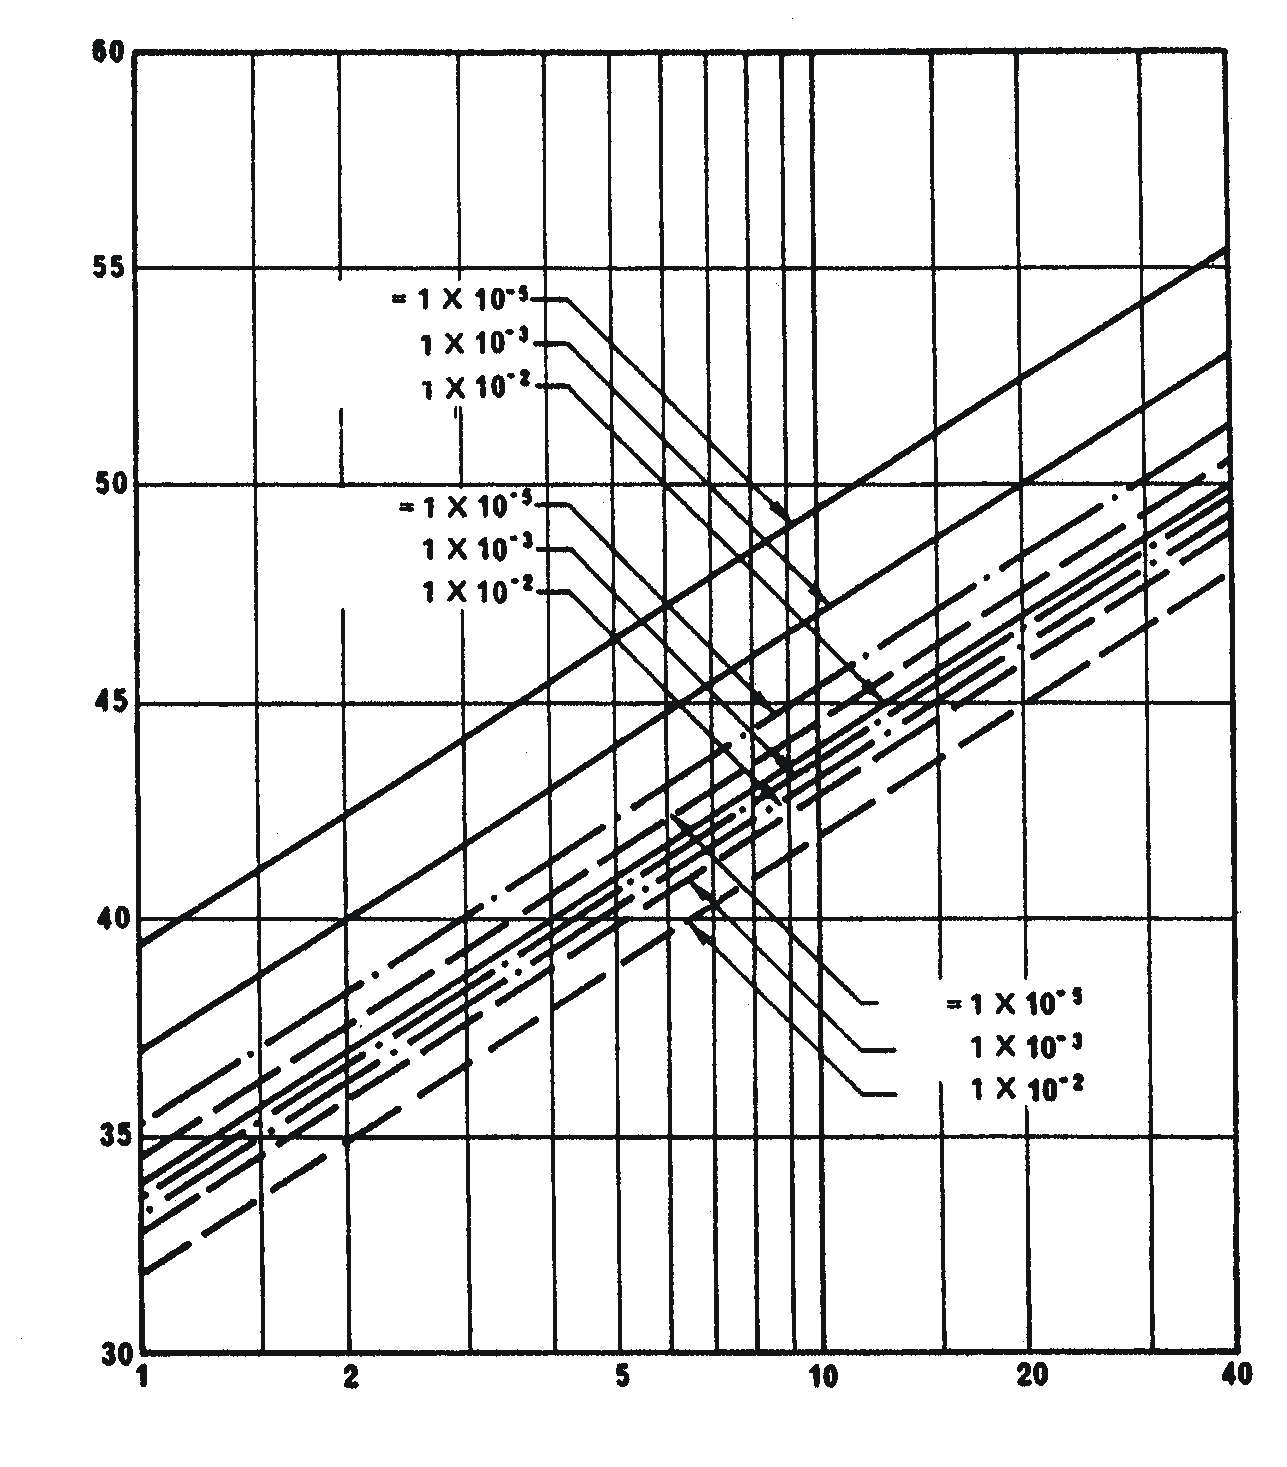 60
55
= 1 X 10⁻⁵
1 X 10⁻³
1 X 10⁻²
50
= 1 X 10⁻⁵
1 X 10⁻³
1 X 10⁻²
45
40
= 1 X 10⁻⁵
1 X 10⁻³
1 X 10⁻²
35
30
1 2 5 10 20 40